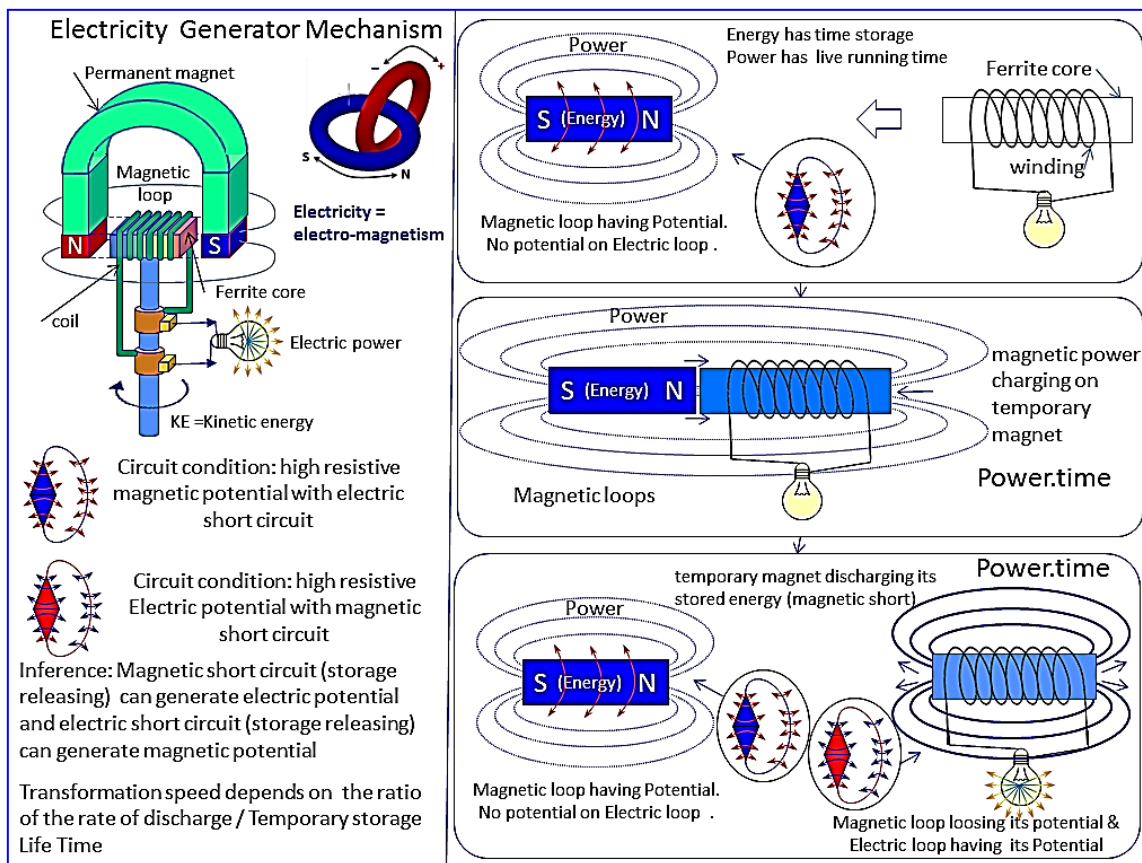 Electricity Generator Mechanism
Permanent magnet
Magnetic
loop
−
+
S
N
Electricity =
electro-magnetism
N
S
Ferrite core
coil
Electric power
KE =Kinetic energy
Circuit condition: high resistive
magnetic potential with electric
short circuit
Circuit condition: high resistive
Electric potential with magnetic
short circuit
Inference: Magnetic short circuit (storage
releasing) can generate electric potential
and electric short circuit (storage releasing)
can generate magnetic potential
Transformation speed depends on the ratio
of the rate of discharge / Temporary storage
Life Time
Power
Energy has time storage
Power has live running time
Ferrite core
S (Energy) N
winding
Magnetic loop having Potential.
No potential on Electric loop .
Power
S (Energy) N
magnetic power
charging on
temporary
magnet
Magnetic loops
Power.time
Power.time
temporary magnet discharging its
stored energy (magnetic short)
Power
S (Energy) N
Magnetic loop having Potential.
No potential on Electric loop .
Magnetic loop loosing its potential &
Electric loop having its Potential